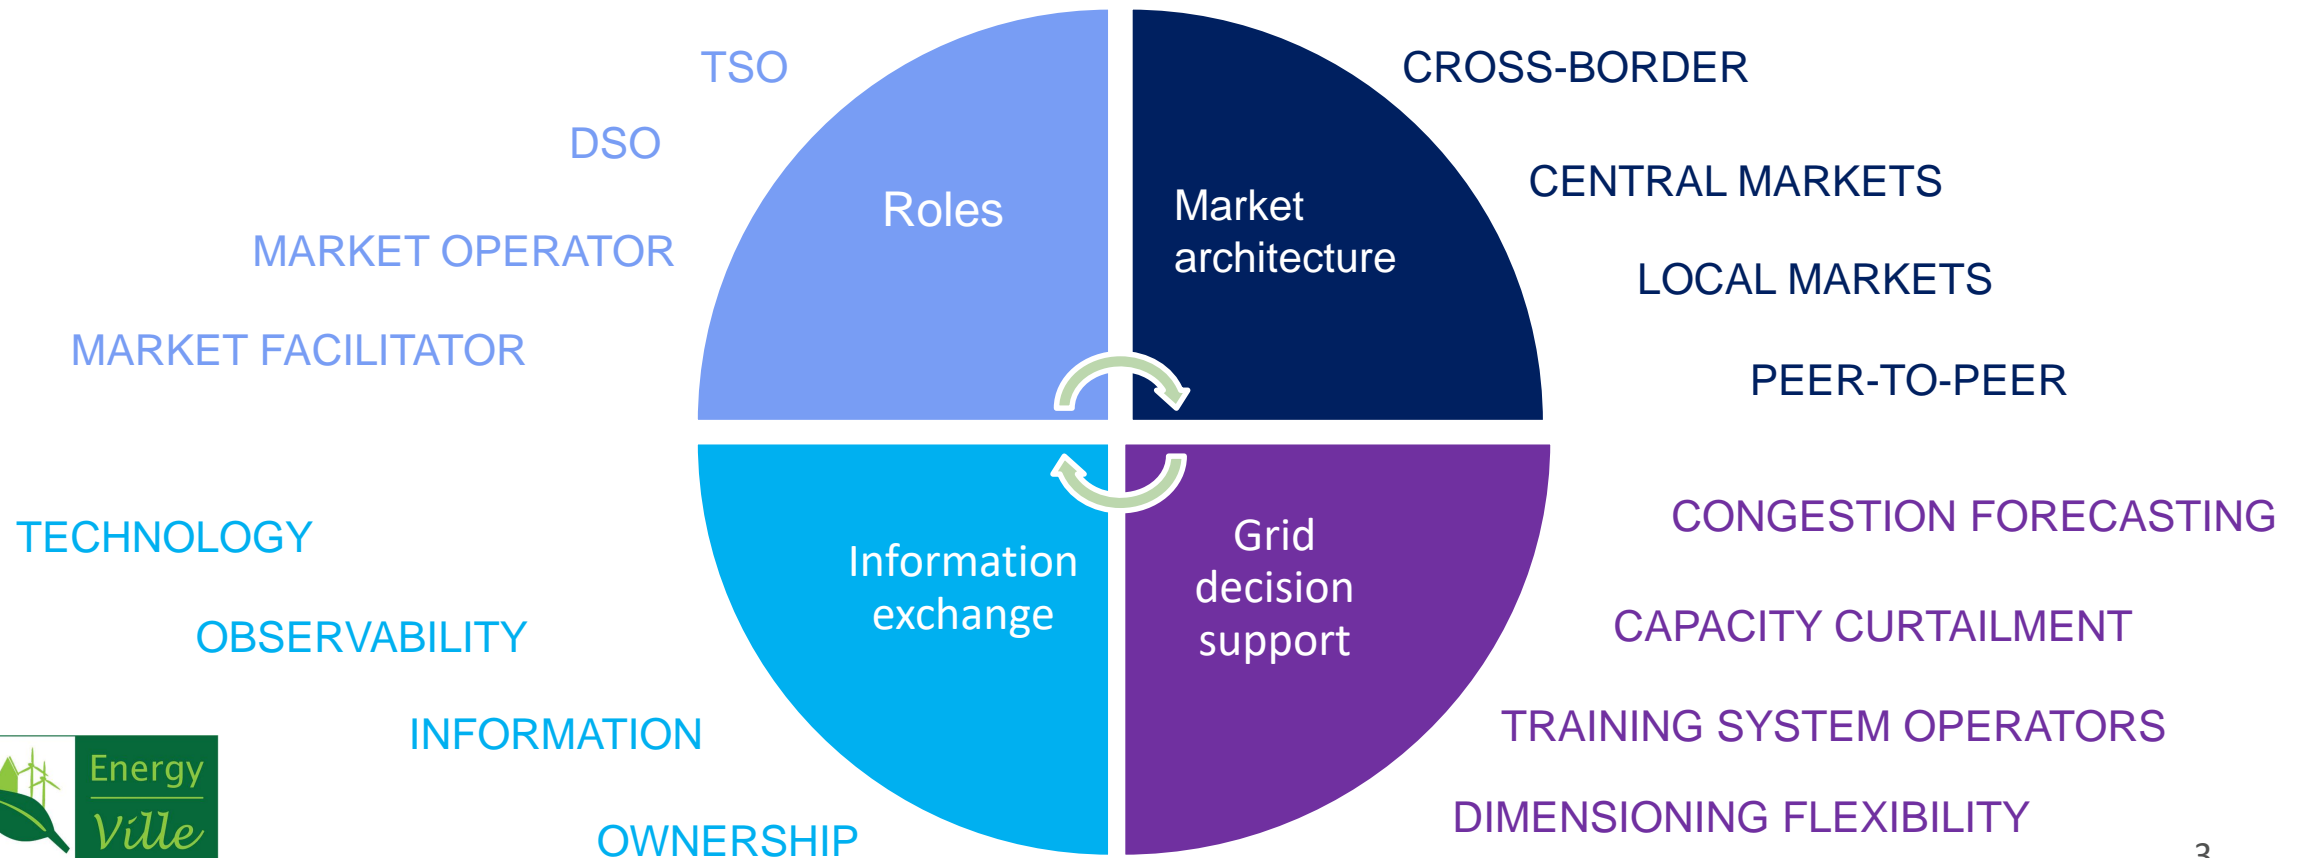 TSO
DSO
MARKET OPERATOR
MARKET FACILITATOR
Roles
Market
architecture
CROSS-BORDER
CENTRAL MARKETS
LOCAL MARKETS
PEER-TO-PEER
TECHNOLOGY
OBSERVABILITY
INFORMATION
OWNERSHIP
Information
exchange
Grid
decision
support
CONGESTION FORECASTING
CAPACITY CURTAILMENT
TRAINING SYSTEM OPERATORS
DIMENSIONING FLEXIBILITY
Energy
Ville
3